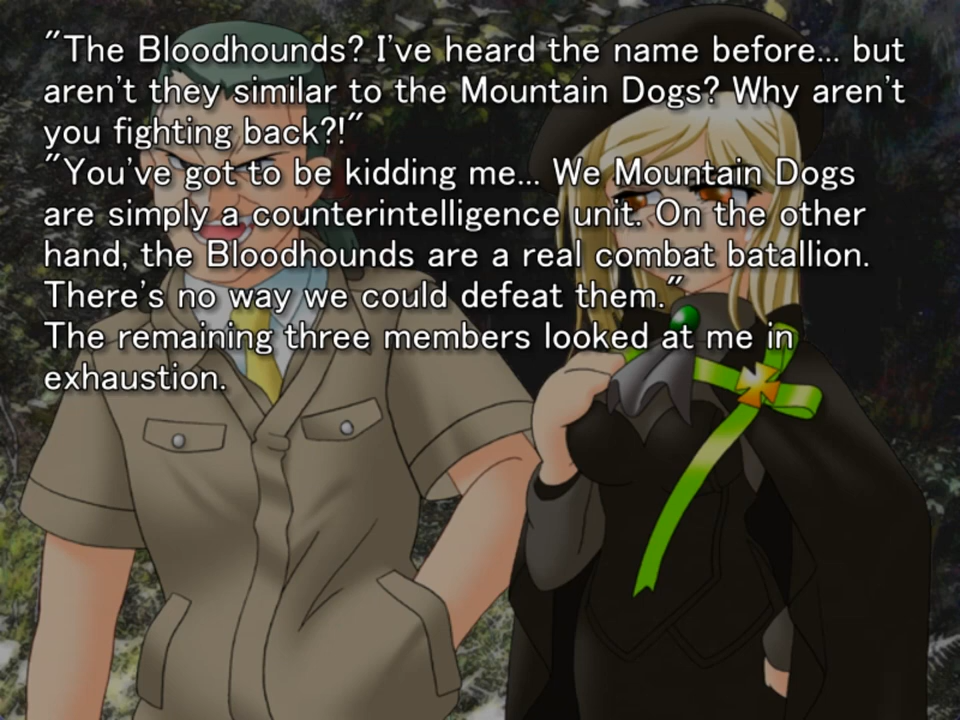 "The Bloodhounds? I've heard the name before... but
aren't they similar to the Mountain Dogs? Why aren't
you fighting back?!"
"You've got to be kidding me... We Mountain Dogs
are simply a counterintelligence unit. On the other
hand, the Bloodhounds are a real combat batallion.
There's no way we could defeat them."
The remaining three members looked at me in
exhaustion.